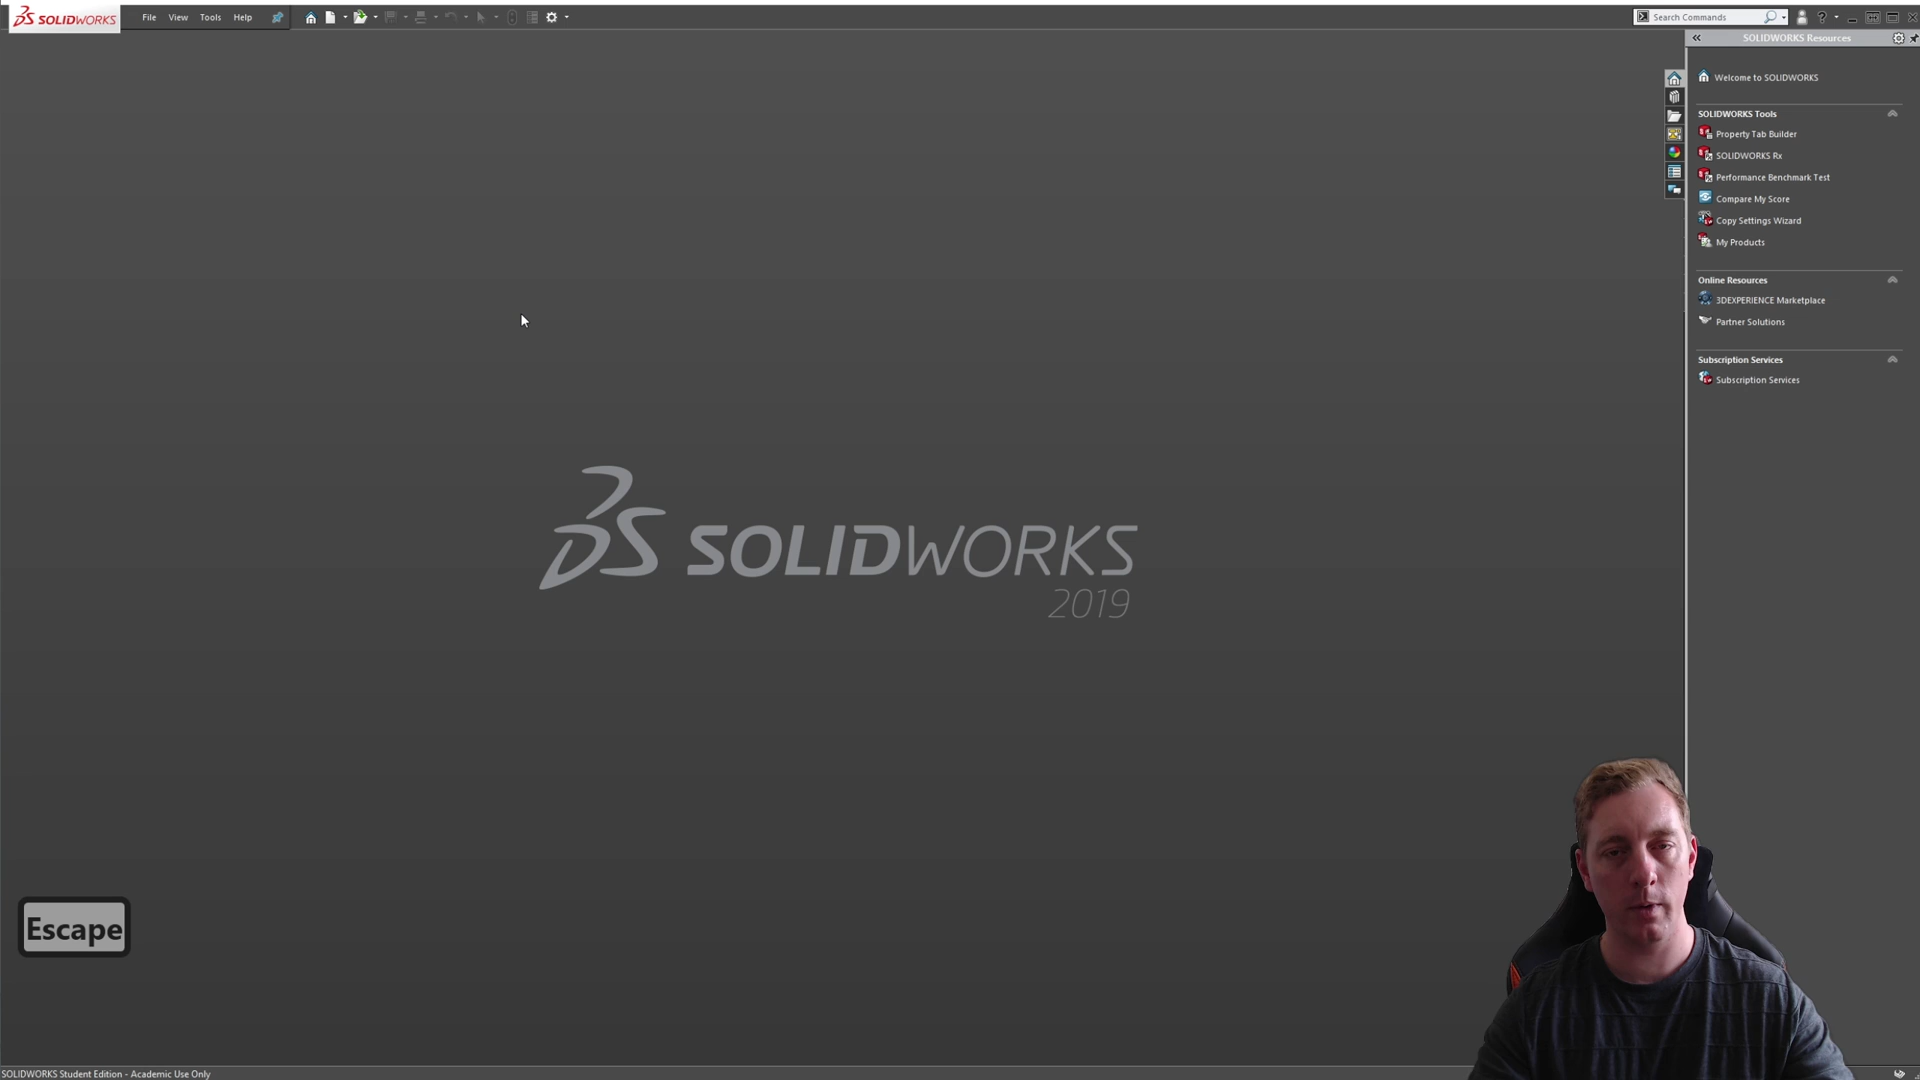 SOLIDWORKS
File
View
Tools
Help
Search Commands
SOLIDWORKS Resources
Welcome to SOLIDWORKS
SOLIDWORKS Tools
Property Tab Builder
SOLIDWORKS Rx
Performance Benchmark Test
Compare My Score
Copy Settings Wizard
My Products
Online Resources
3DEXPERIENCE Marketplace
Partner Solutions
Subscription Services
Subscription Services
SOLIDWORKS
2019
Escape
SOLIDWORKS Student Edition - Academic Use Only